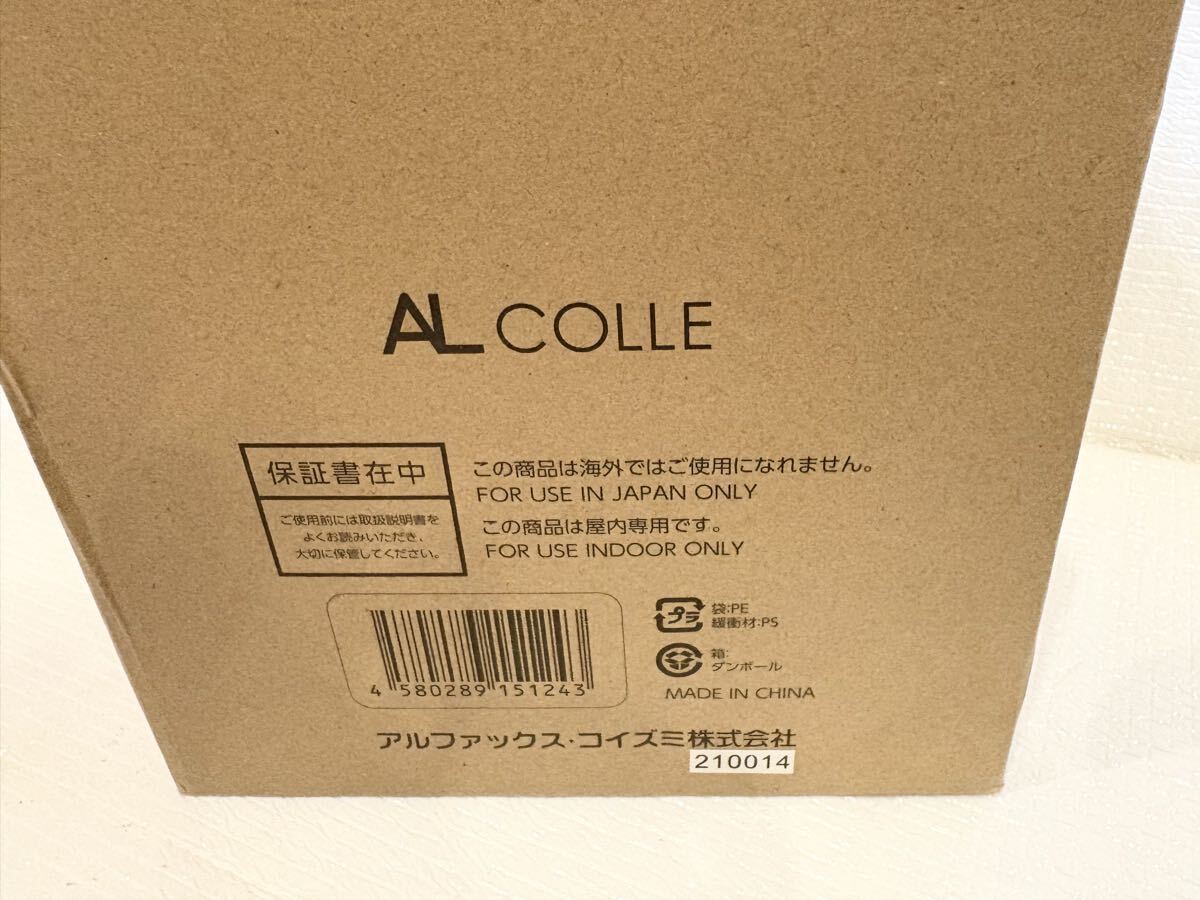 AL COLLE
保証書在中
ご使用前には取扱説明書を
よくお読みいただき、
大切に保管してください。
この商品は海外ではご使用になれません。
FOR USE IN JAPAN ONLY
この商品は屋内専用です。
FOR USE INDOOR ONLY
4 580289 151243
プラ
袋:PE
緩衝材:PS
箱:
ダンボール
MADE IN CHINA
アルファックス・コイズミ株式会社
210014